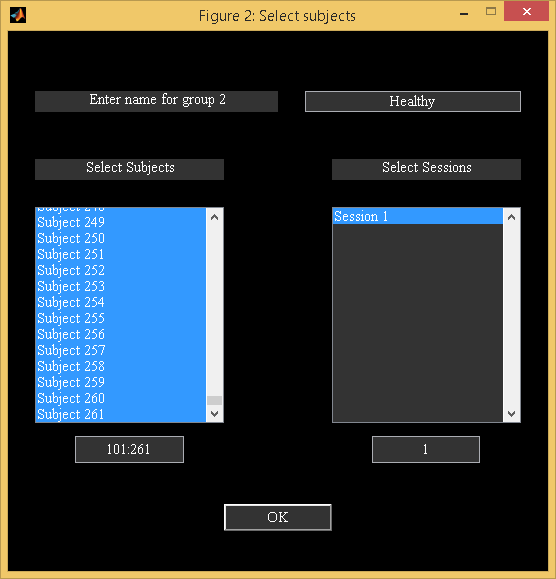 Figure 2: Select subjects
Enter name for group 2
Healthy
Select Subjects
Select Sessions
Subject 249
Subject 250
Subject 251
Subject 252
Subject 253
Subject 254
Subject 255
Subject 256
Subject 257
Subject 258
Subject 259
Subject 260
Subject 261
Session 1
101:261
1
OK